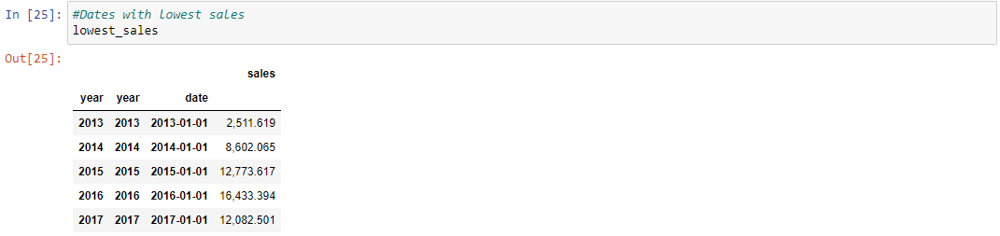 In [25]: #Dates with lowest sales
lowest_sales
Out[25]:
sales
year year date
2013 2013 2013-01-01 2,511.619
2014 2014 2014-01-01 8,602.065
2015 2015 2015-01-01 12,773.617
2016 2016 2016-01-01 16,433.394
2017 2017 2017-01-01 12,082.501